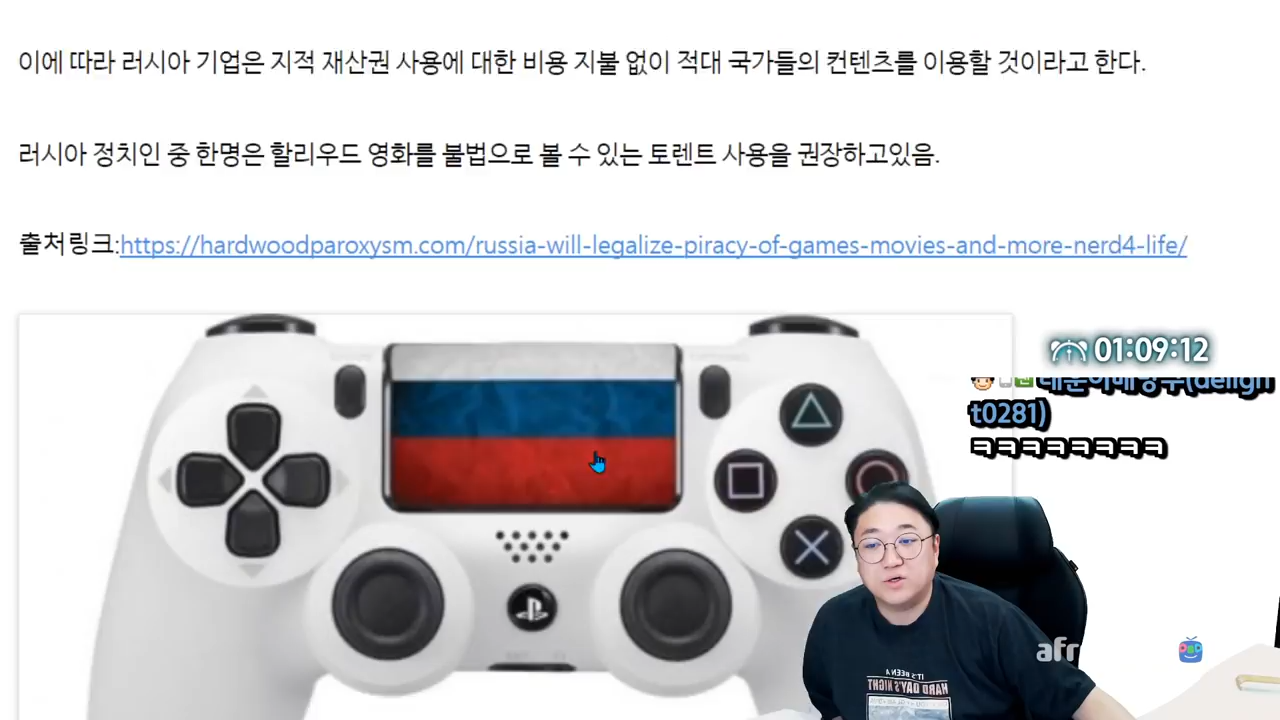 이에 따라 러시아 기업은 지적 재산권 사용에 대한 비용 지불 없이 적대 국가들의 컨텐츠를 이용할 것이라고 한다.
러시아 정치인 중 한명은 할리우드 영화를 불법으로 볼 수 있는 토렌트 사용을 권장하고있음.
출처링크:https://hardwoodparoxysm.com/russia-will-legalize-piracy-of-games-movies-and-more-nerd4-life/
01:09:12
t0281)
ㅋㅋㅋㅋㅋㅋㅋㅋ
IT'S BEEN A
HARD DAY'S NIGHT
afr